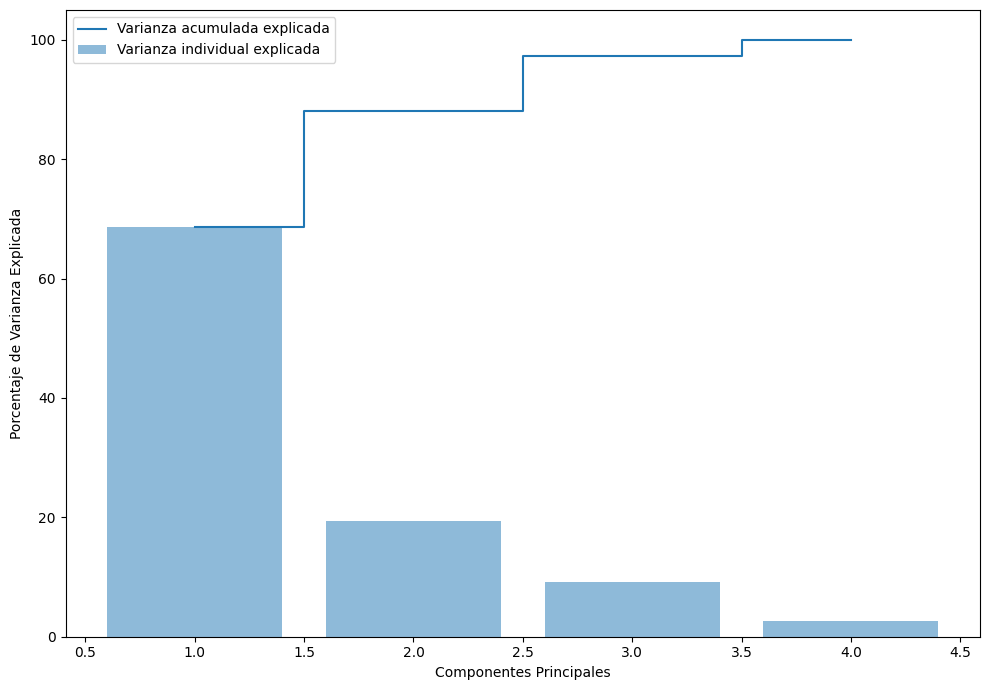 Varianza acumulada explicada
Varianza individual explicada
100
80
60
40
20
0
Porcentaje de Varianza Explicada
0.5 1.0 1.5 2.0 2.5 3.0 3.5 4.0 4.5
Componentes Principales